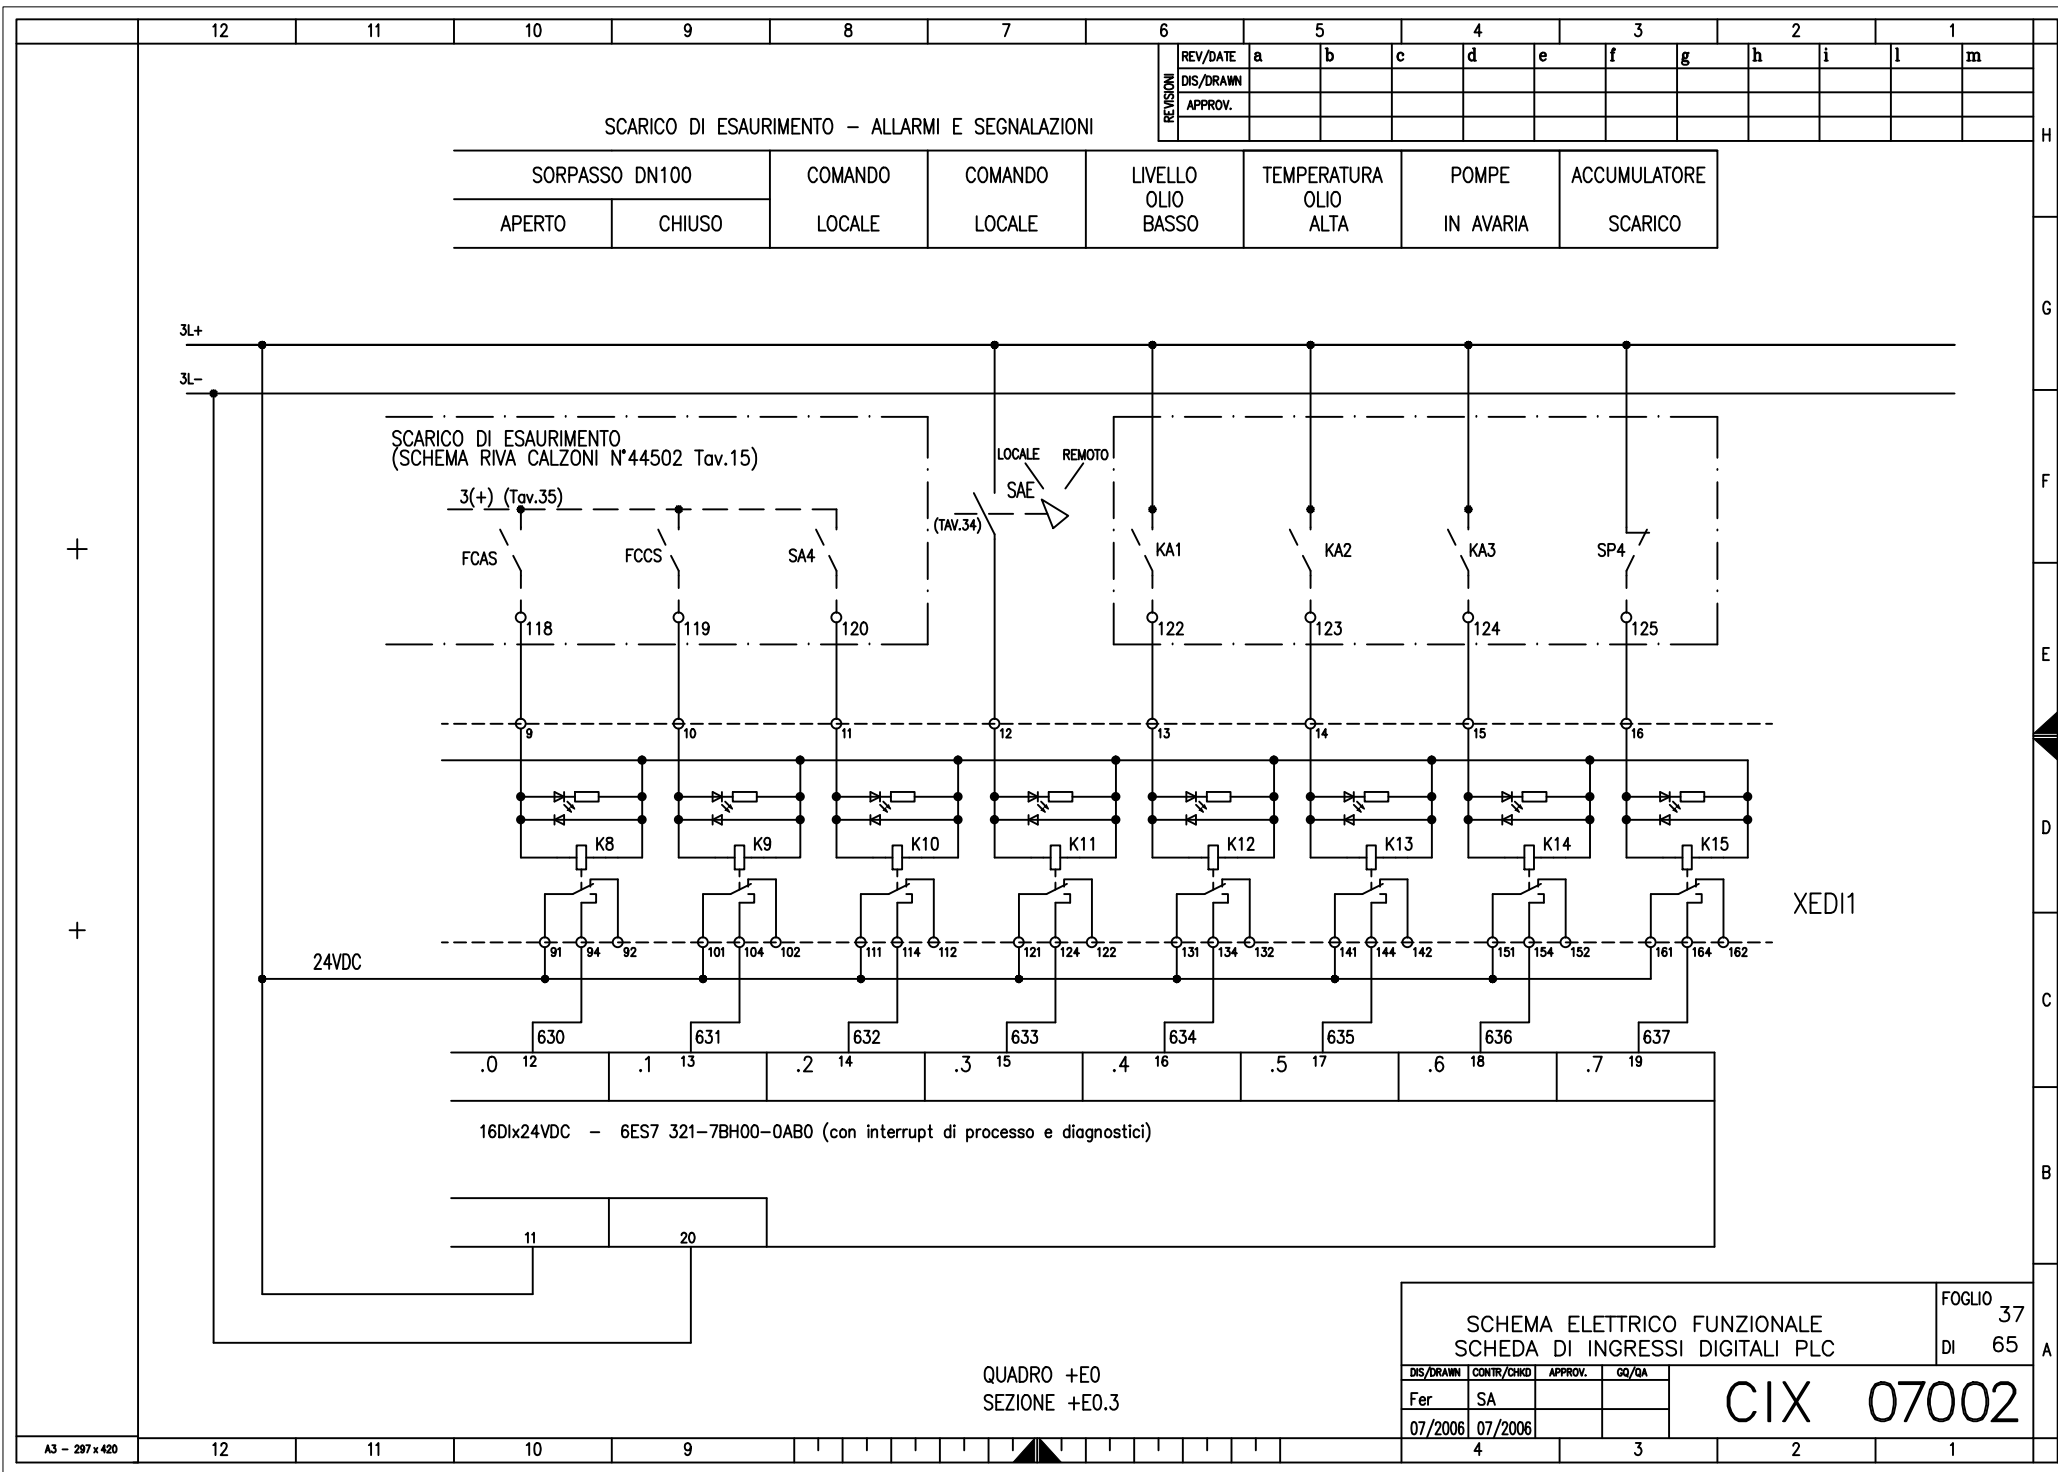 12 11 10 9 8 7 6 5 4 3 2 1
REVISIONI
REV/DATE a b c d e f g h i l m
DIS/DRAWN
APPROV.
SCARICO DI ESAURIMENTO – ALLARMI E SEGNALAZIONI
H
SORPASSO DN100 COMANDO COMANDO LIVELLO TEMPERATURA POMPE ACCUMULATORE
OLIO OLIO
APERTO CHIUSO LOCALE LOCALE BASSO ALTA IN AVARIA SCARICO
G
3L+
3L–
SCARICO DI ESAURIMENTO
(SCHEMA RIVA CALZONI N°44502 Tav.15)
LOCALE REMOTO
F
3(+) (Tav.35)
SAE
(TAV.34)
FCAS FCCS SA4 KA1 KA2 KA3 SP4
118 119 120 122 123 124 125
E
9 10 11 12 13 14 15 16
D
K8 K9 K10 K11 K12 K13 K14 K15
XEDI1
91 94 92 101 104 102 111 114 112 121 124 122 131 134 132 141 144 142 151 154 152 161 164 162
24VDC
C
630 631 632 633 634 635 636 637
.0 12 .1 13 .2 14 .3 15 .4 16 .5 17 .6 18 .7 19
16DIx24VDC – 6ES7 321–7BH00–0AB0 (con interrupt di processo e diagnostici)
B
11 20
SCHEMA ELETTRICO FUNZIONALE
SCHEDA DI INGRESSI DIGITALI PLC
FOGLIO 37
DI 65
A
QUADRO +E0
SEZIONE +E0.3
DIS/DRAWN CONTR/CHKD APPROV. GQ/QA
Fer SA
07/2006 07/2006
CIX 07002
A3 – 297 x 420
12 11 10 9 4 3 2 1